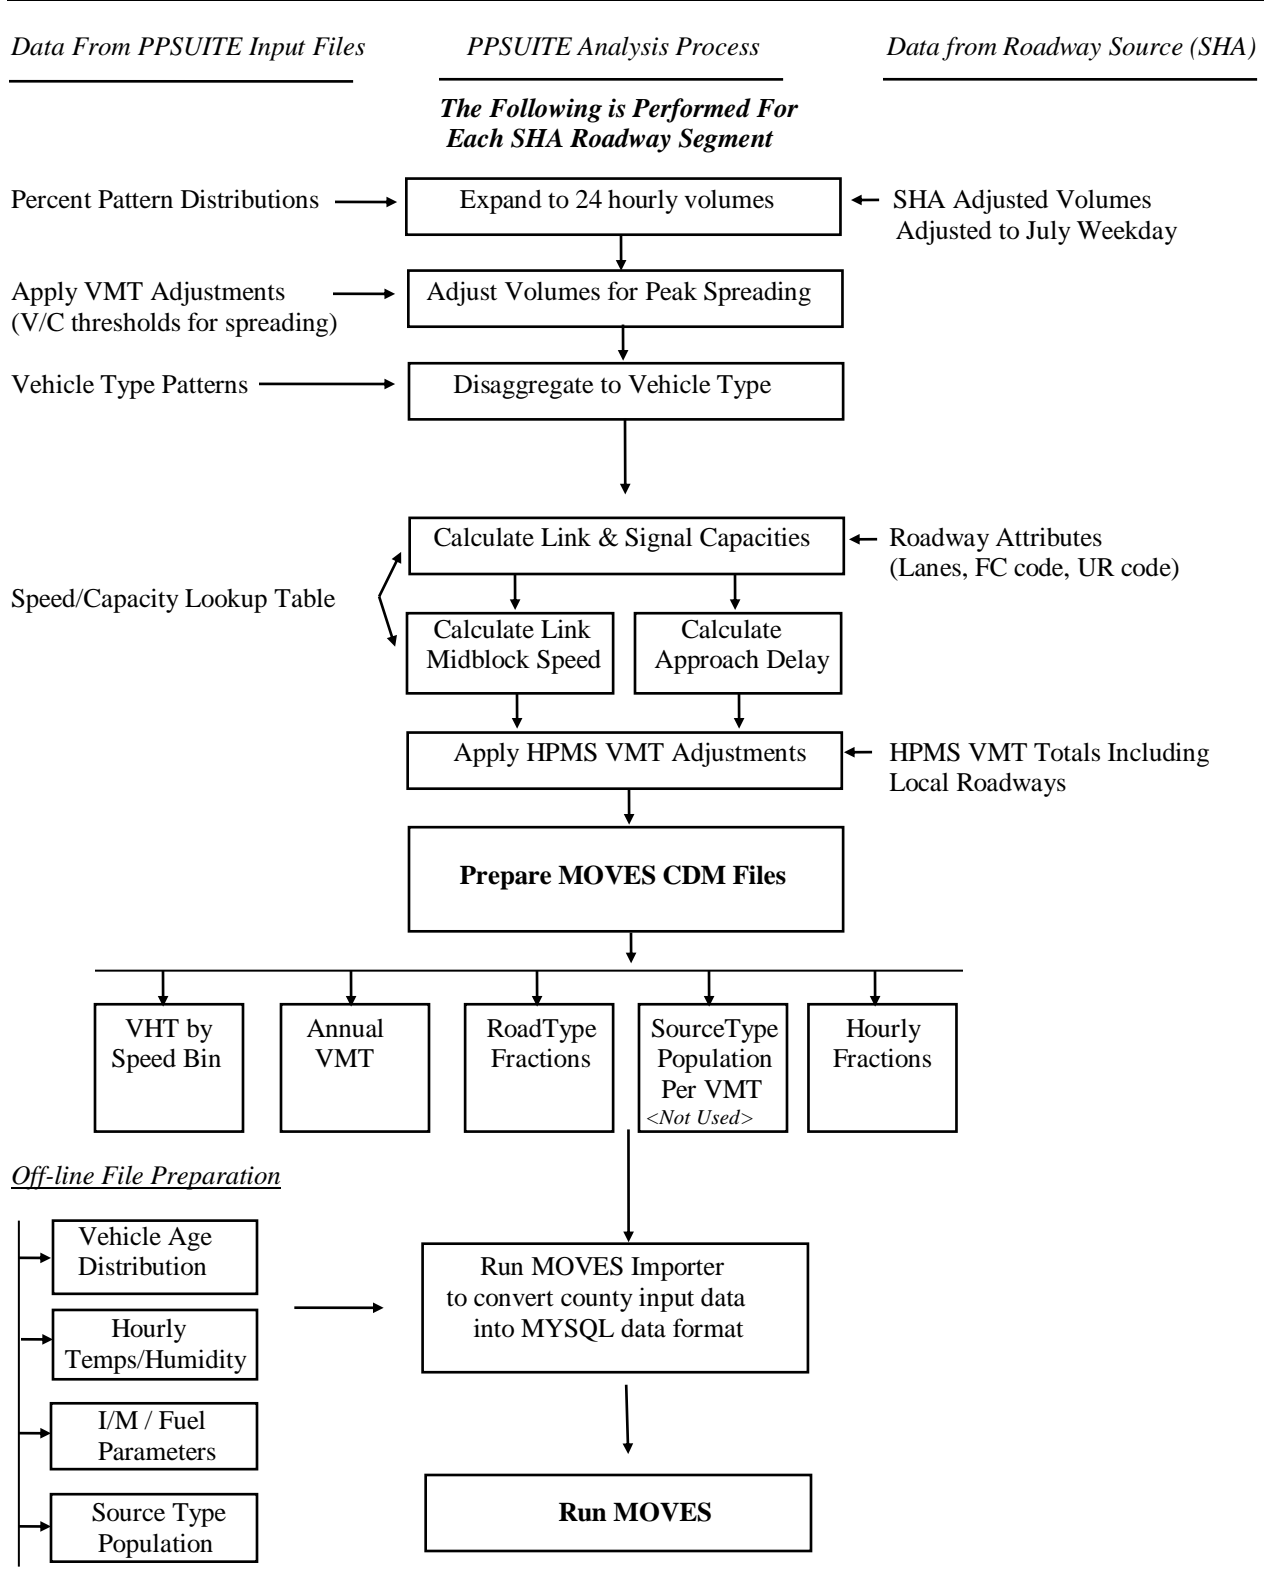 Data From PPSUITE Input Files
PPSUITE Analysis Process
Data from Roadway Source (SHA)
The Following is Performed For
Each SHA Roadway Segment
Percent Pattern Distributions
Expand to 24 hourly volumes
SHA Adjusted Volumes
Adjusted to July Weekday
Apply VMT Adjustments
(V/C thresholds for spreading)
Adjust Volumes for Peak Spreading
Vehicle Type Patterns
Disaggregate to Vehicle Type
Calculate Link & Signal Capacities
Roadway Attributes
(Lanes, FC code, UR code)
Speed/Capacity Lookup Table
Calculate Link
Midblock Speed
Calculate
Approach Delay
Apply HPMS VMT Adjustments
HPMS VMT Totals Including
Local Roadways
Prepare MOVES CDM Files
VHT by
Speed Bin
Annual
VMT
RoadType
Fractions
SourceType
Population
Per VMT
<Not Used>
Hourly
Fractions
Off-line File Preparation
Vehicle Age
Distribution
Hourly
Temps/Humidity
I/M / Fuel
Parameters
Source Type
Population
Run MOVES Importer
to convert county input data
into MYSQL data format
Run MOVES